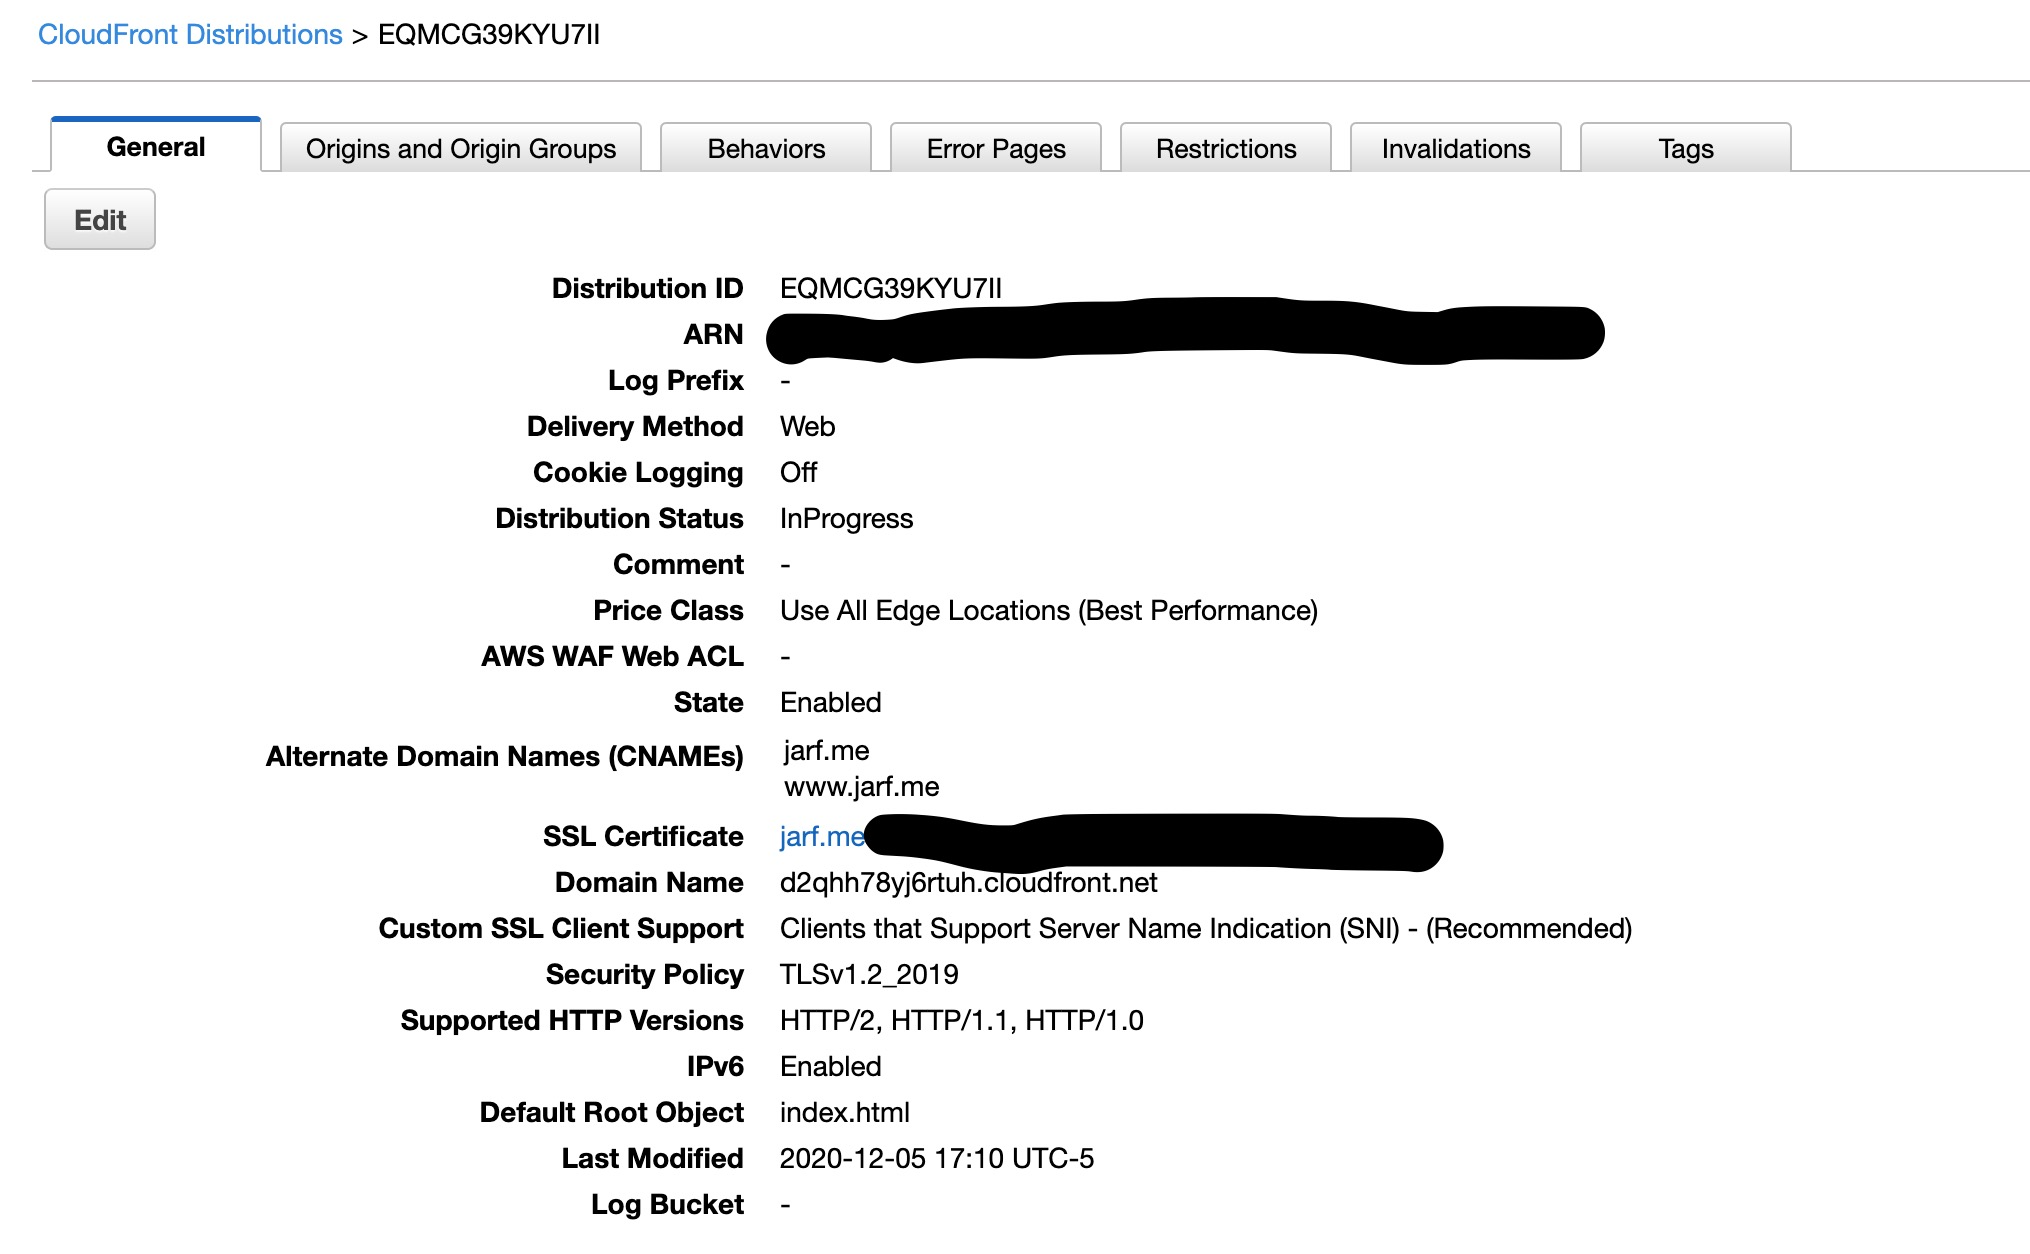 CloudFront Distributions > EQMCG39KYU7II
General Origins and Origin Groups Behaviors Error Pages Restrictions Invalidations Tags
Edit
Distribution ID EQMCG39KYU7II
ARN
Log Prefix -
Delivery Method Web
Cookie Logging Off
Distribution Status InProgress
Comment -
Price Class Use All Edge Locations (Best Performance)
AWS WAF Web ACL -
State Enabled
Alternate Domain Names (CNAMEs) jarf.me
www.jarf.me
SSL Certificate jarf.me
Domain Name d2qhh78yj6rtuh.cloudfront.net
Custom SSL Client Support Clients that Support Server Name Indication (SNI) - (Recommended)
Security Policy TLSv1.2_2019
Supported HTTP Versions HTTP/2, HTTP/1.1, HTTP/1.0
IPv6 Enabled
Default Root Object index.html
Last Modified 2020-12-05 17:10 UTC-5
Log Bucket -